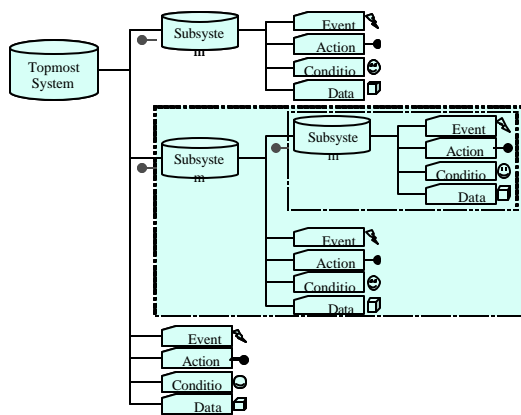 Subsyste
m
Event
Action
Conditio
Data
Topmost
System
Subsyste
m
Subsyste
m
Event
Action
Conditio
Data
Event
Action
Conditio
Data
Event
Action
Conditio
Data